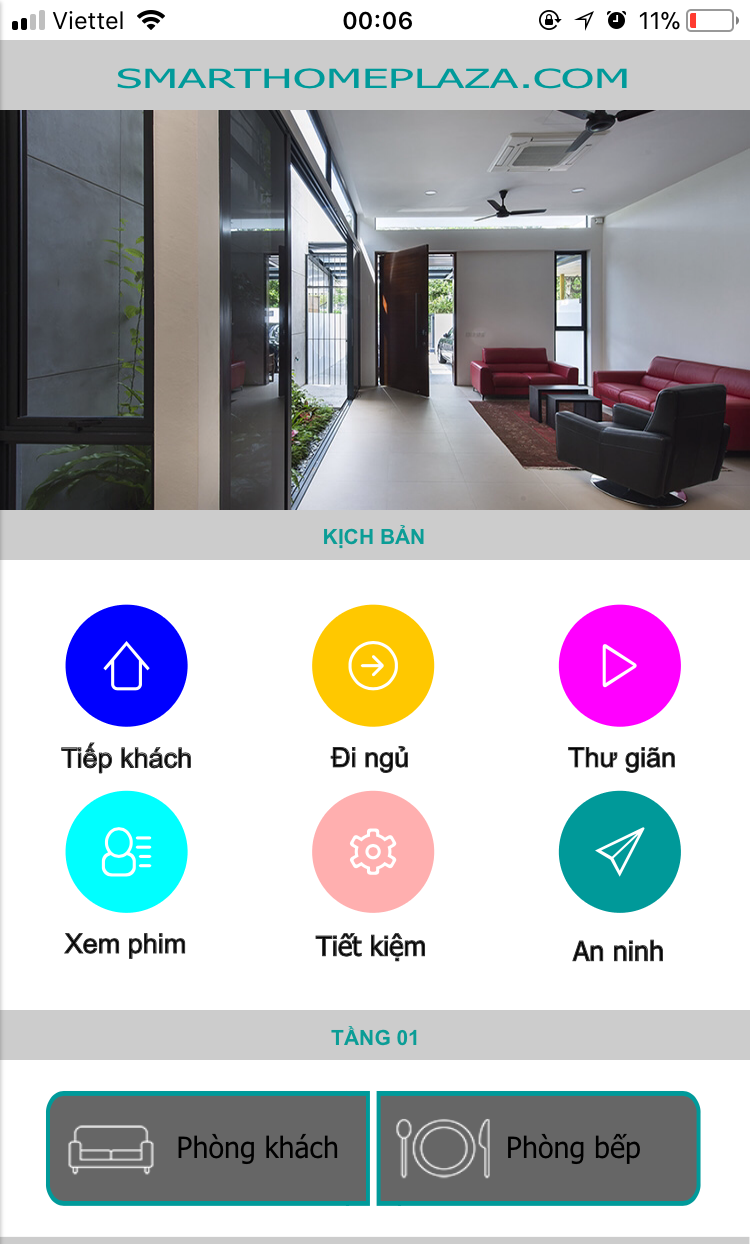 Viettel 00:06 11%
SMARTHOMEPLAZA.COM
KỊCH BẢN
Tiếp khách Đi ngủ Thư giãn
Xem phim Tiết kiệm An ninh
TẦNG 01
Phòng khách Phòng bếp